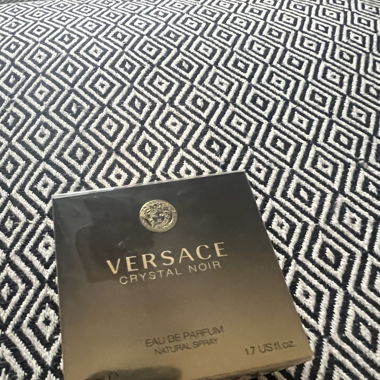 VERSACE
CRYSTAL NOIR
EAU DE PARFUM
NATURAL SPRAY
1.7 US fl.oz.